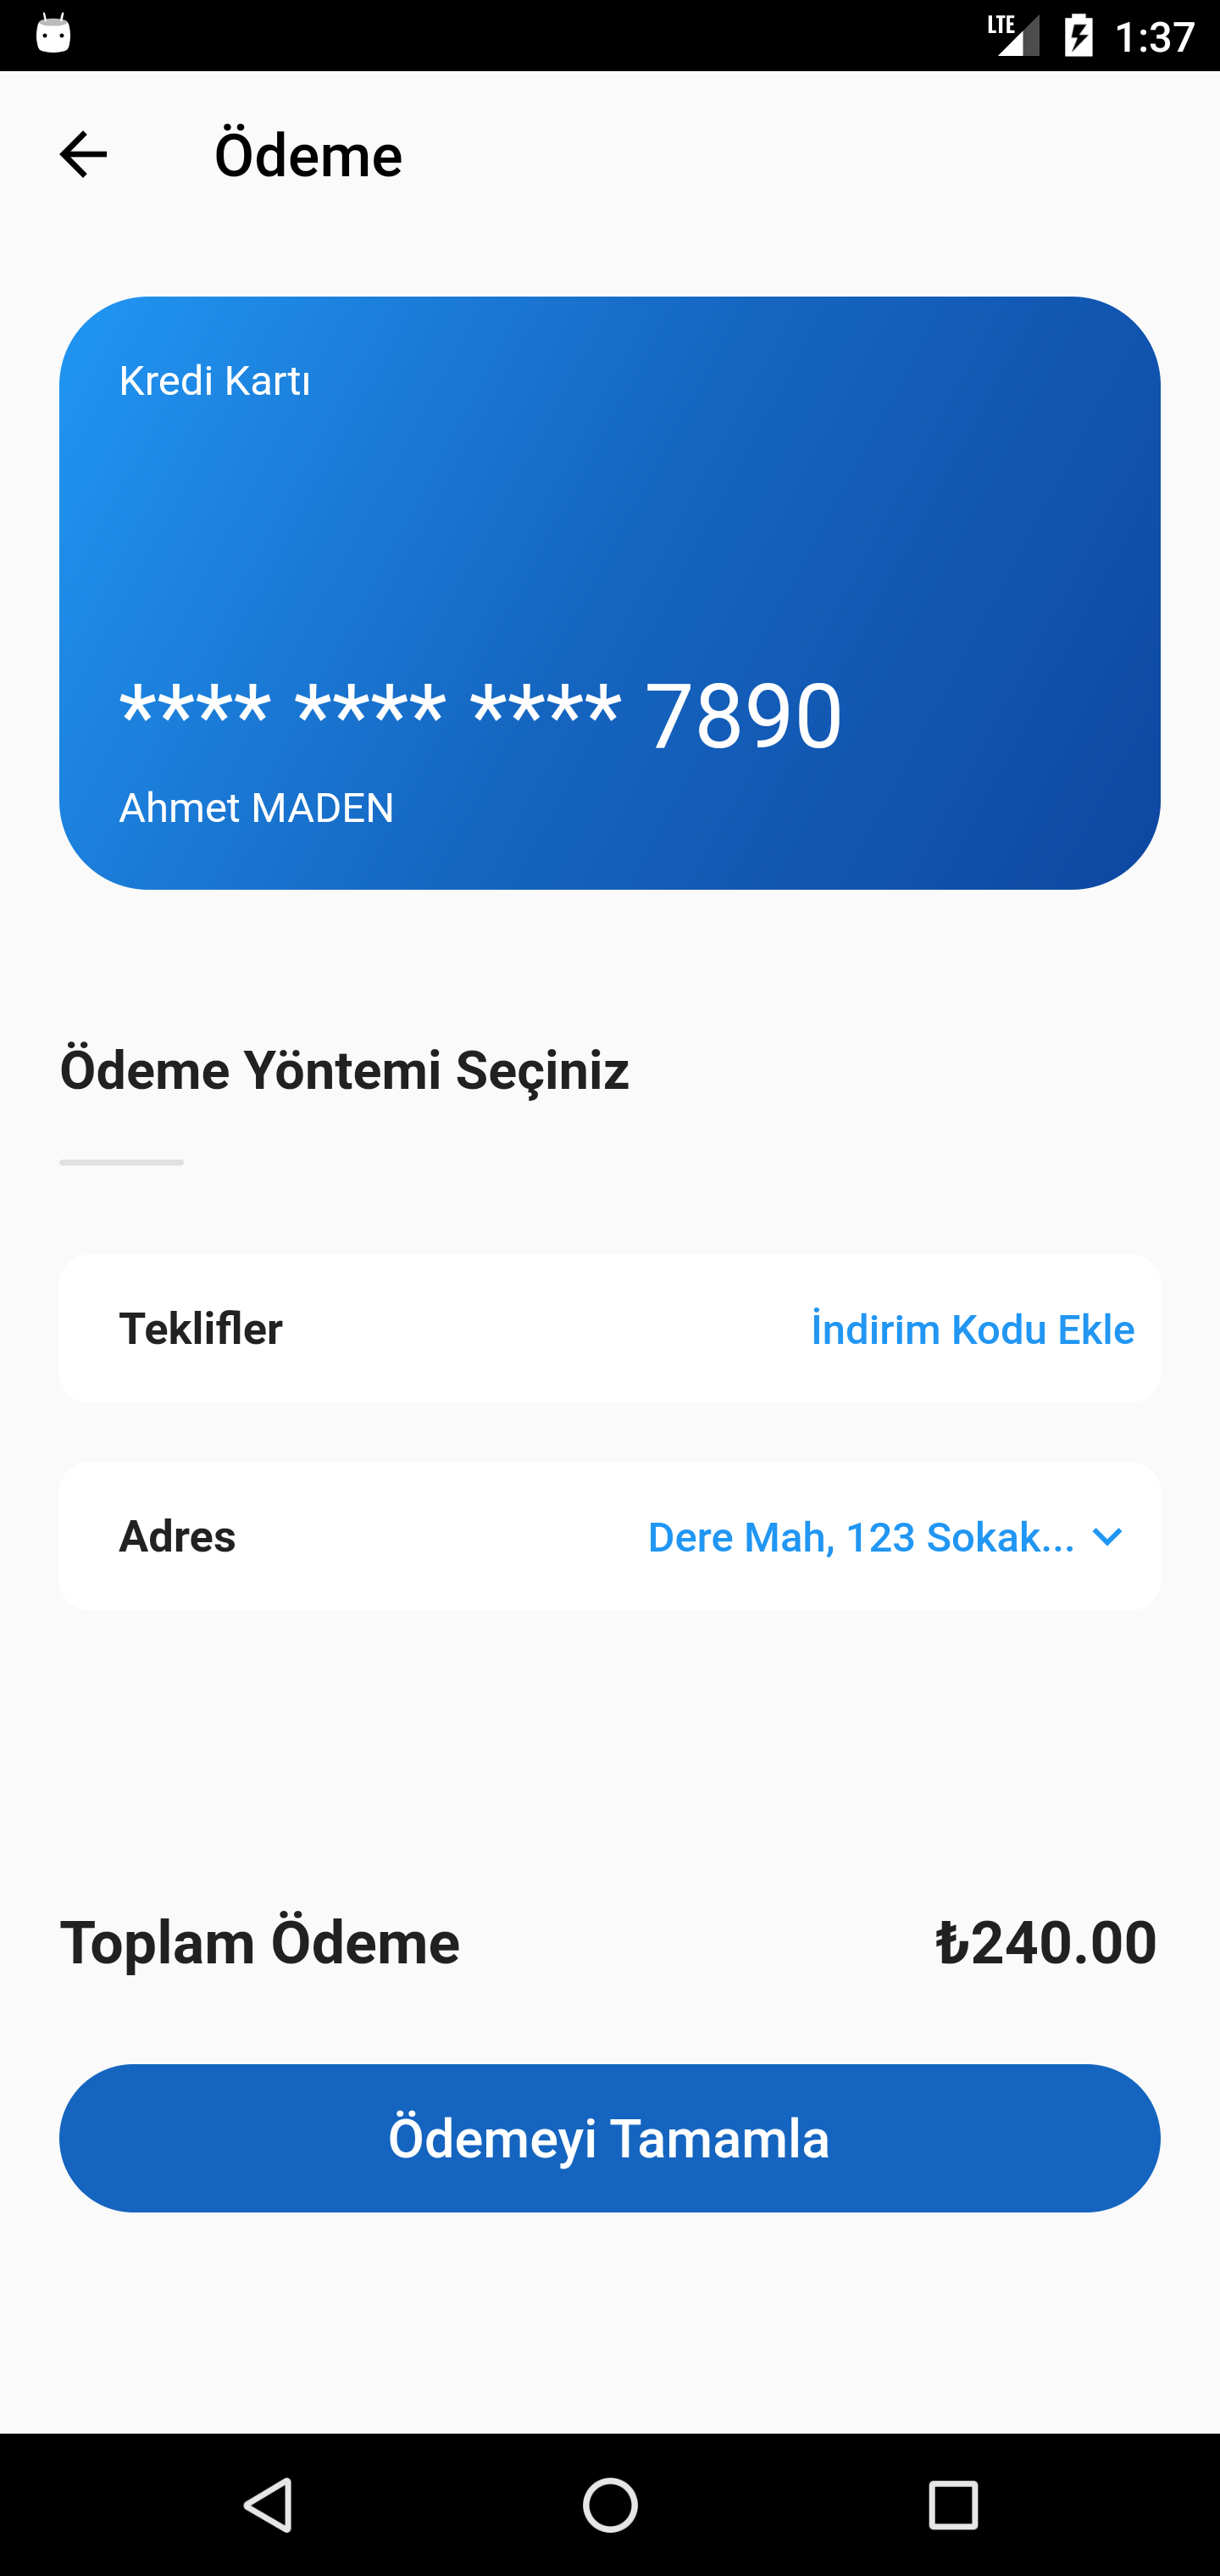 LTE 1:37
Ödeme
Kredi Kartı
**** **** **** 7890
Ahmet MADEN
Ödeme Yöntemi Seçiniz
Teklifler İndirim Kodu Ekle
Adres Dere Mah, 123 Sokak...
Toplam Ödeme ₺240.00
Ödemeyi Tamamla